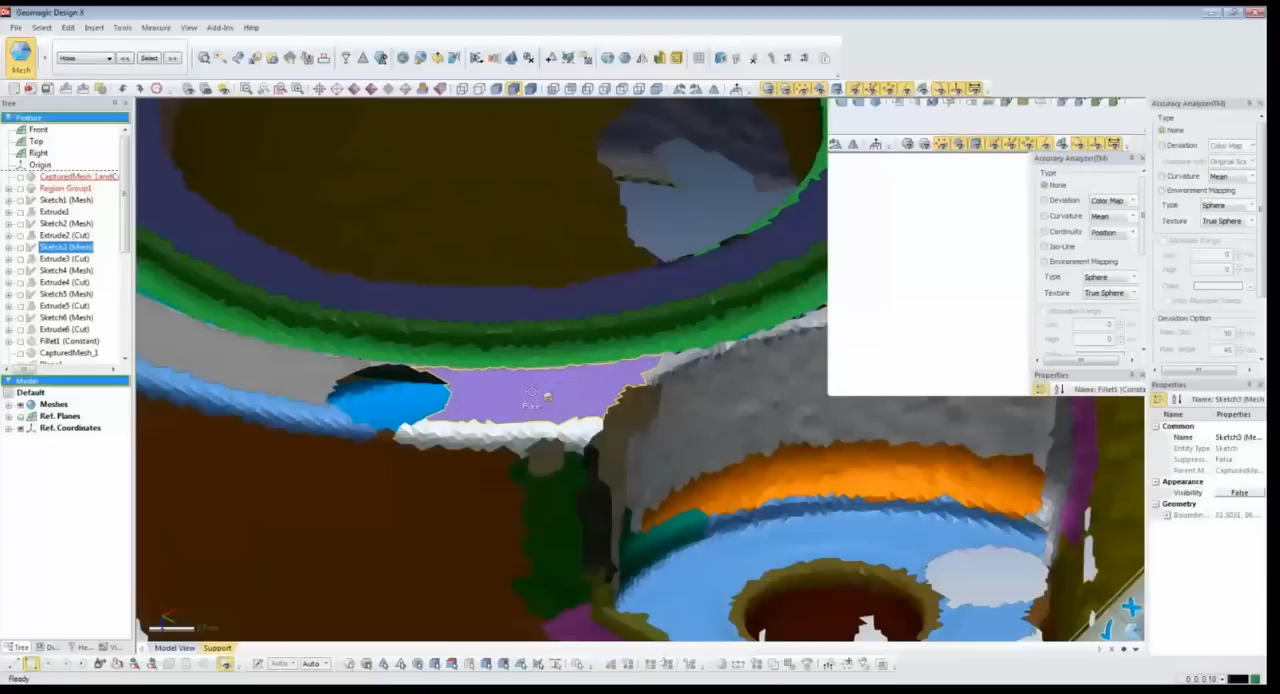 Geomagic Design X
File Select Edit Insert Tools Measure View Add-Ins Help
Mesh
Select
Tree
Feature
Front
Top
Right
Origin
Region Group1
Sketch1 (Mesh)
Extrude1
Sketch2 (Mesh)
Extrude2 (Cut)
Sketch3 (Mesh)
Extrude3 (Cut)
Sketch4 (Mesh)
Extrude4 (Cut)
Sketch5 (Mesh)
Extrude5 (Cut)
Sketch6 (Mesh)
Extrude6 (Cut)
Fillet1 (Constant)
CapturedMesh_1
Default
Meshes
Ref. Planes
Ref. Coordinates
Plane
Accuracy Analyzer(TM)
Type
None
Deviation Color Map
Curvature Mean
Continuity Position
Iso-Line
Environment Mapping
Type Sphere
Texture True Sphere
Properties
Name: Fillet1 (Consta
Accuracy Analyzer(TM)
Type
None
Deviation Color Map
Curvature Mean
Environment Mapping
Type Sphere
Texture True Sphere
Deviation Option
Properties
Name: Sketch3 (Mesh
Name Properties
Common
Name Sketch3 (Me...
Entity Type Sketch
Suppress... False
Appearance
Visibility False
Geometry
Tree
Model View Support
Auto Auto
Ready